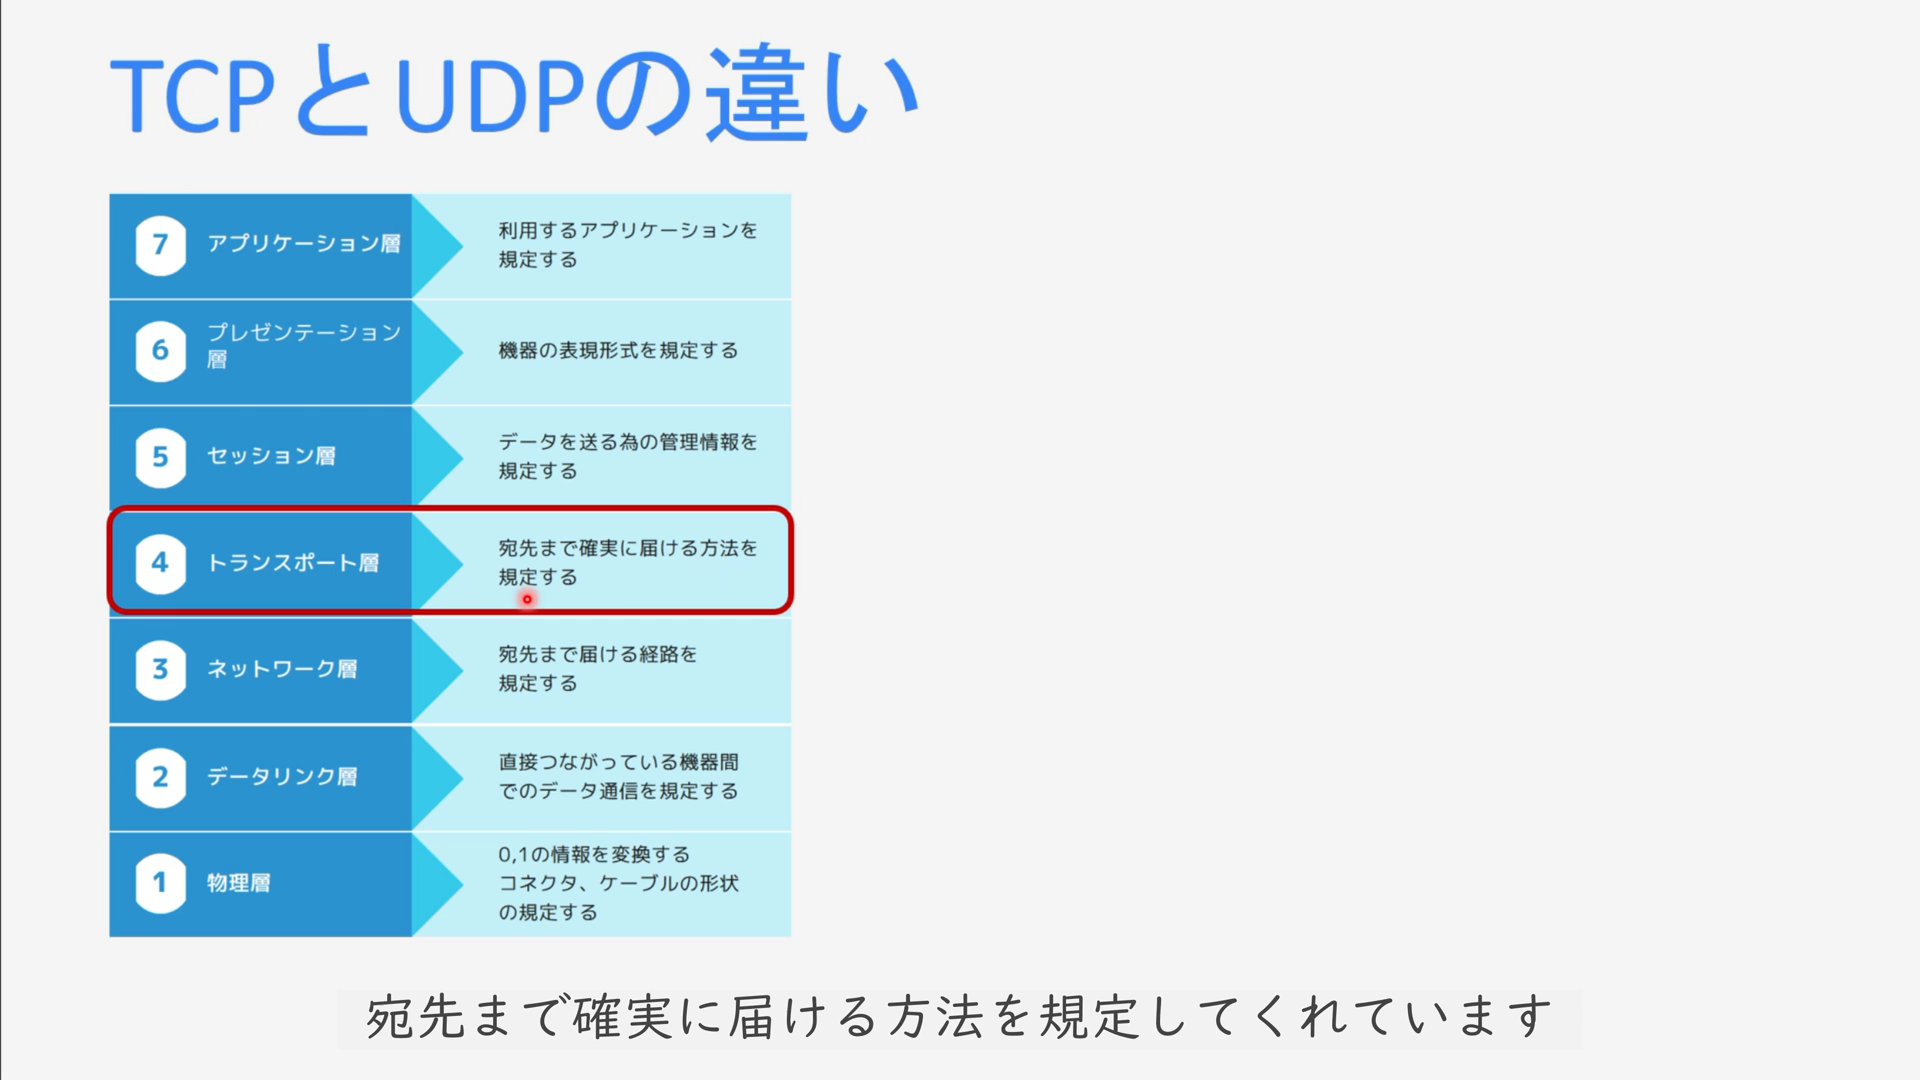 TCPとUDPの違い
7
アプリケーション層
利用するアプリケーションを
規定する
6
プレゼンテーション
層
機器の表現形式を規定する
5
セッション層
データを送る為の管理情報を
規定する
4
トランスポート層
宛先まで確実に届ける方法を
規定する
3
ネットワーク層
宛先まで届ける経路を
規定する
2
データリンク層
直接つながっている機器間
でのデータ通信を規定する
1
物理層
0,1の情報を変換する
コネクタ、ケーブルの形状
の規定する
宛先まで確実に届ける方法を規定してくれています